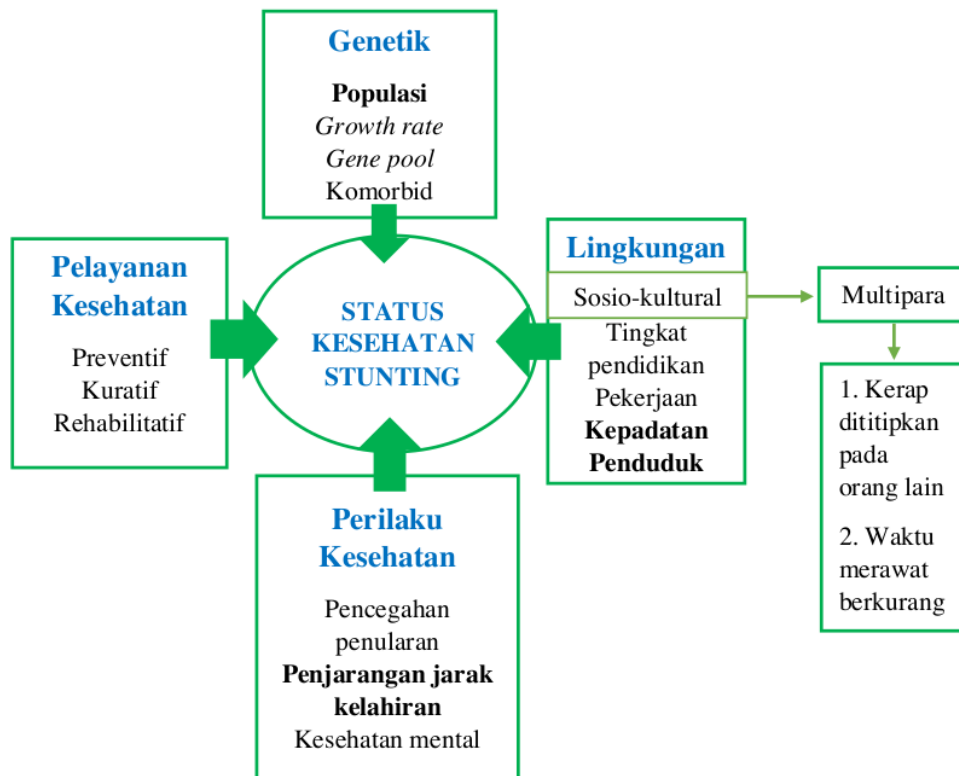 Genetik
Populasi
Growth rate
Gene pool
Komorbid
Pelayanan
Kesehatan
Preventif
Kuratif
Rehabilitatif
STATUS
KESEHATAN
STUNTING
Lingkungan
Sosio-kultural
Tingkat
pendidikan
Pekerjaan
Kepadatan
Penduduk
Multipara
1. Kerap
dititipkan
pada
orang lain
2. Waktu
merawat
berkurang
Perilaku
Kesehatan
Pencegahan
penularan
Penjarangan jarak
kelahiran
Kesehatan mental